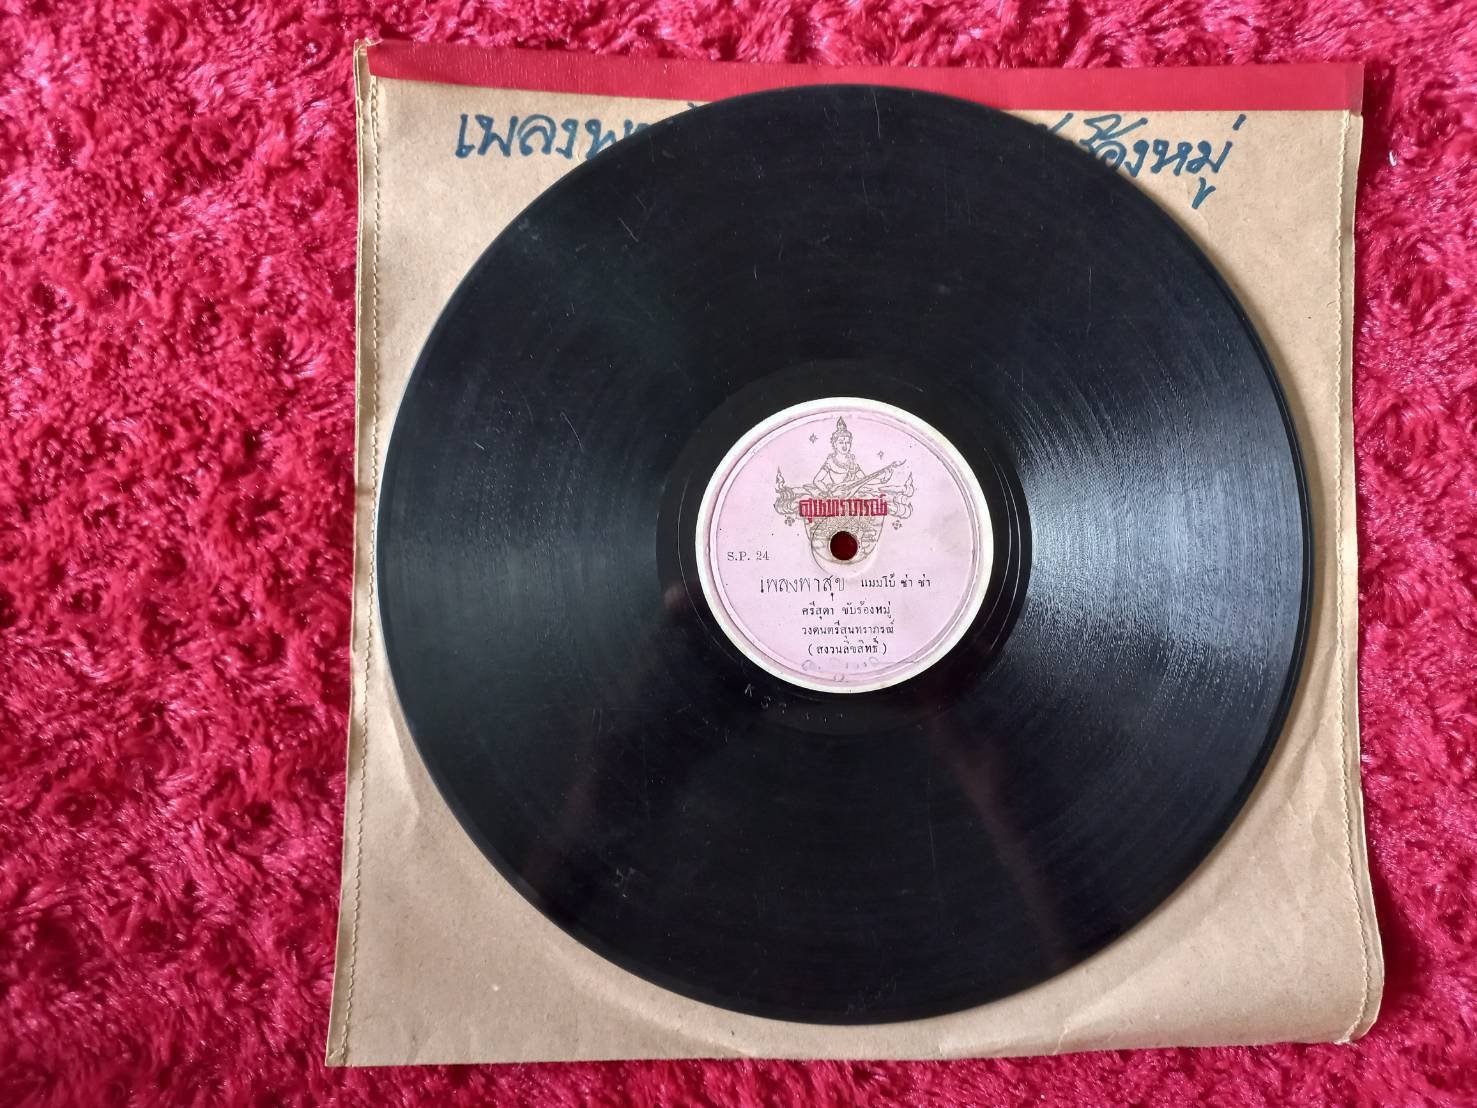 เพลงพ ร้องหมู่
สุนทราภรณ์
S.P. 24
เพลงพาสุข แมมโบ้ ช่า ช่า
ศรีสุดา ขับร้องหมู่
วงดนตรีสุนทราภรณ์
( สงวนลิขสิทธิ์ )